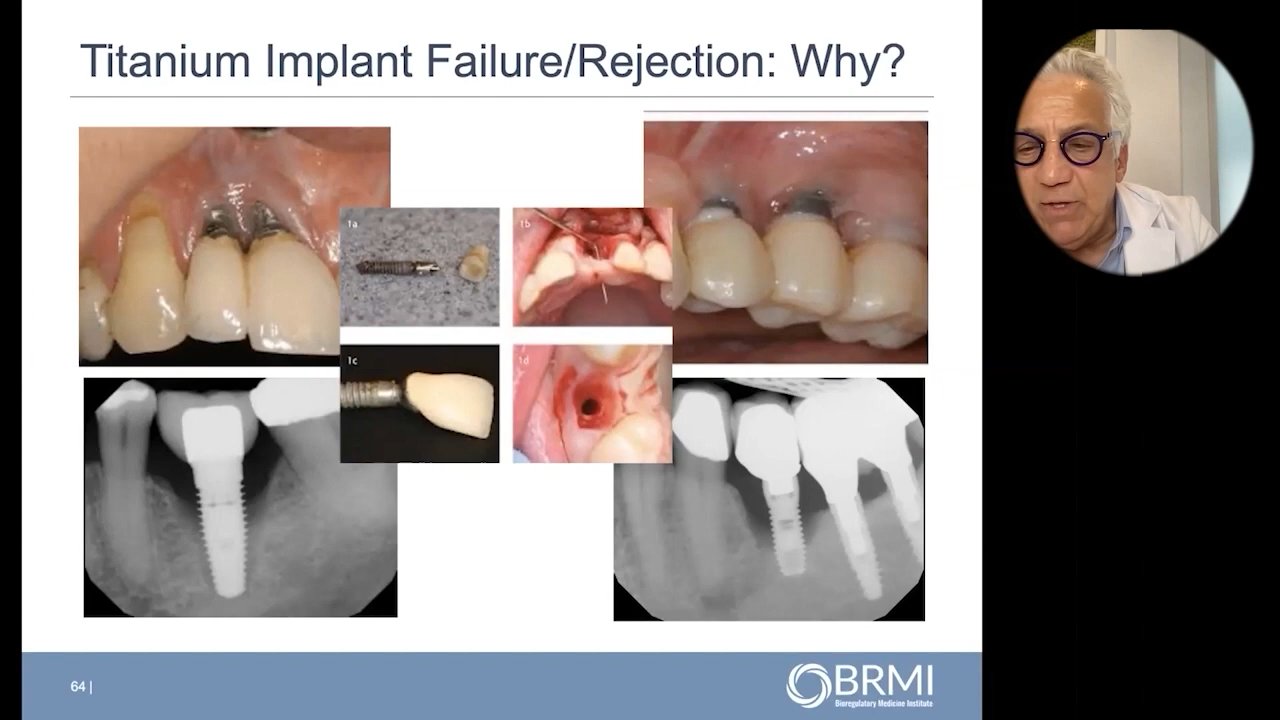 Titanium Implant Failure/Rejection: Why?
1a
1b
1c
1d
64 |
BRMI
Bioregulatory Medicine Institute